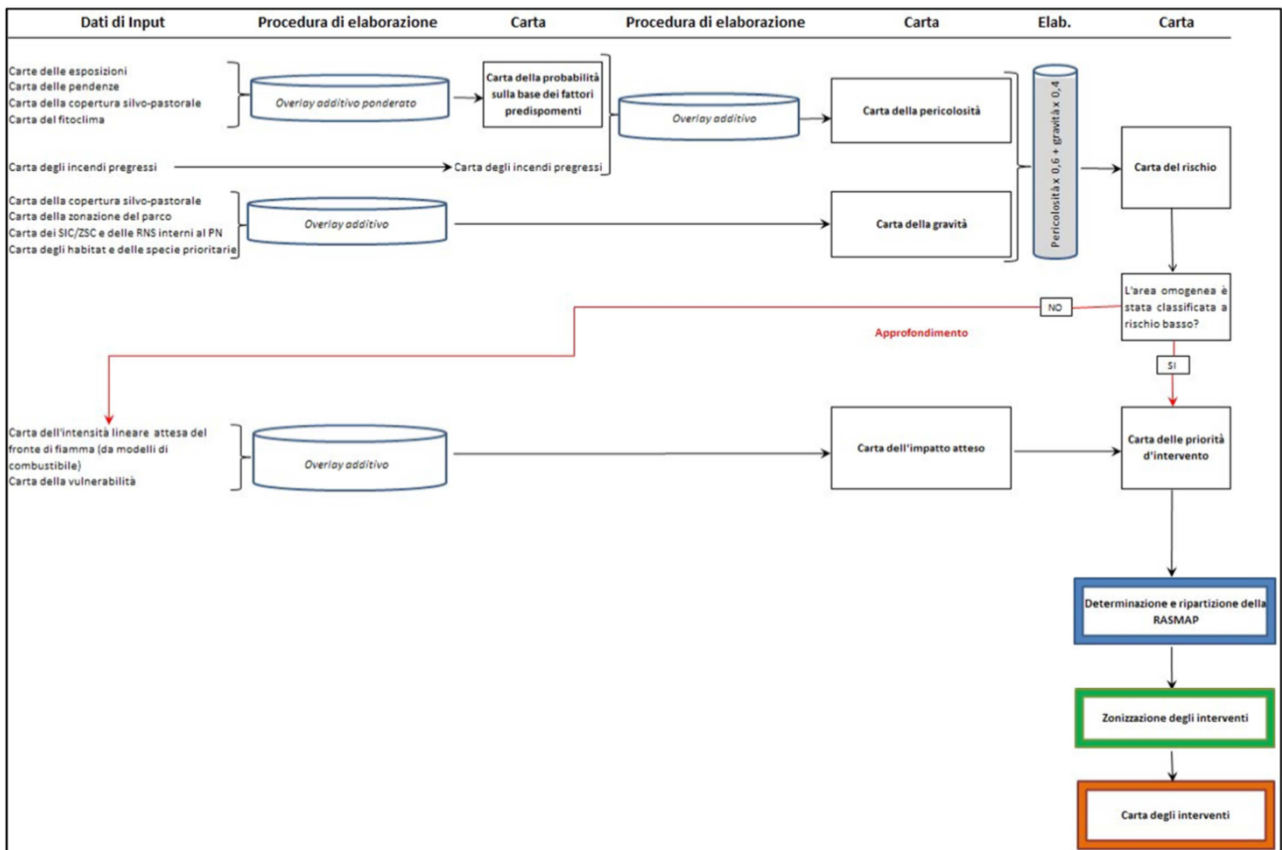 Dati di Input
Procedura di elaborazione
Carta
Procedura di elaborazione
Carta
Elab.
Carta
Carte delle esposizioni
Carta delle pendenze
Carta della copertura silvo-pastorale
Carta del fitoclima
Overlay additivo ponderato
Carta della probabilità
sulla base dei fattori
predispomenti
Overlay additivo
Carta della pericolosità
Pericolosità x 0,6 + gravità x 0,4
Carta del rischio
Carta degli incendi pregressi
Carta degli incendi pregressi
Carta della copertura silvo-pastorale
Carta della zonazione del parco
Carta dei SIC/ZSC e delle RNS interni al PN
Carta degli habitat e delle specie prioritarie
Overlay additivo
Carta della gravità
L'area omogenea è
stata classificata a
rischio basso?
NO
Approfondimento
SI
Carta dell'intensità lineare attesa del
fronte di fiamma (da modelli di
combustibile)
Carta della vulnerabilità
Overlay additivo
Carta dell'impatto atteso
Carta delle priorità
d'intervento
Determinazione e ripartizione della
RASMAP
Zonizzazione degli interventi
Carta degli interventi